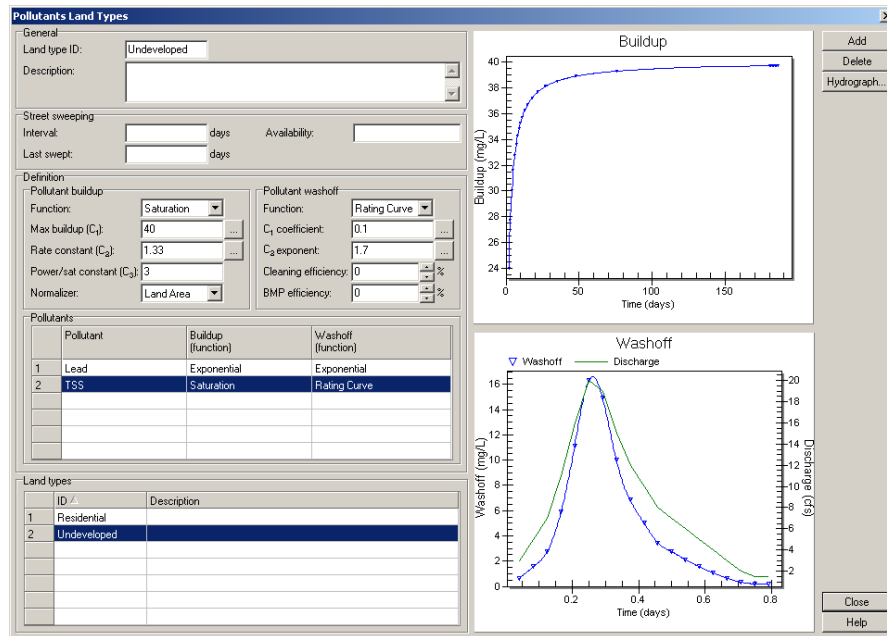 Pollutants Land Types
General
Land type ID: Undeveloped
Description:
Street sweeping
Interval: days Availability:
Last swept: days
Definition
Pollutant buildup
Function: Saturation
Max buildup (C₁): 40 ...
Rate constant (C₂): 1.33 ...
Power/sat constant (C₃): 3
Normalizer: Land Area
Pollutant washoff
Function: Rating Curve
C₁ coefficient: 0.1 ...
C₂ exponent: 1.7 ...
Cleaning efficiency: 0 %
BMP efficiency: 0 %
Pollutants
Pollutant Buildup (function) Washoff (function)
1 Lead Exponential Exponential
2 TSS Saturation Rating Curve
Land types
ID Description
1 Residential
2 Undeveloped
Buildup
Buildup (mg/L)
40
38
36
34
32
30
28
26
24
0 50 100 150
Time (days)
Washoff
Washoff Discharge
Washoff (mg/L)
16
14
12
10
8
6
4
2
0
20
18
16
14
12
10
8
6
4
2
Discharge (cfs)
0.2 0.4 0.6 0.8
Time (days)
Add
Delete
Hydrograph...
Close
Help